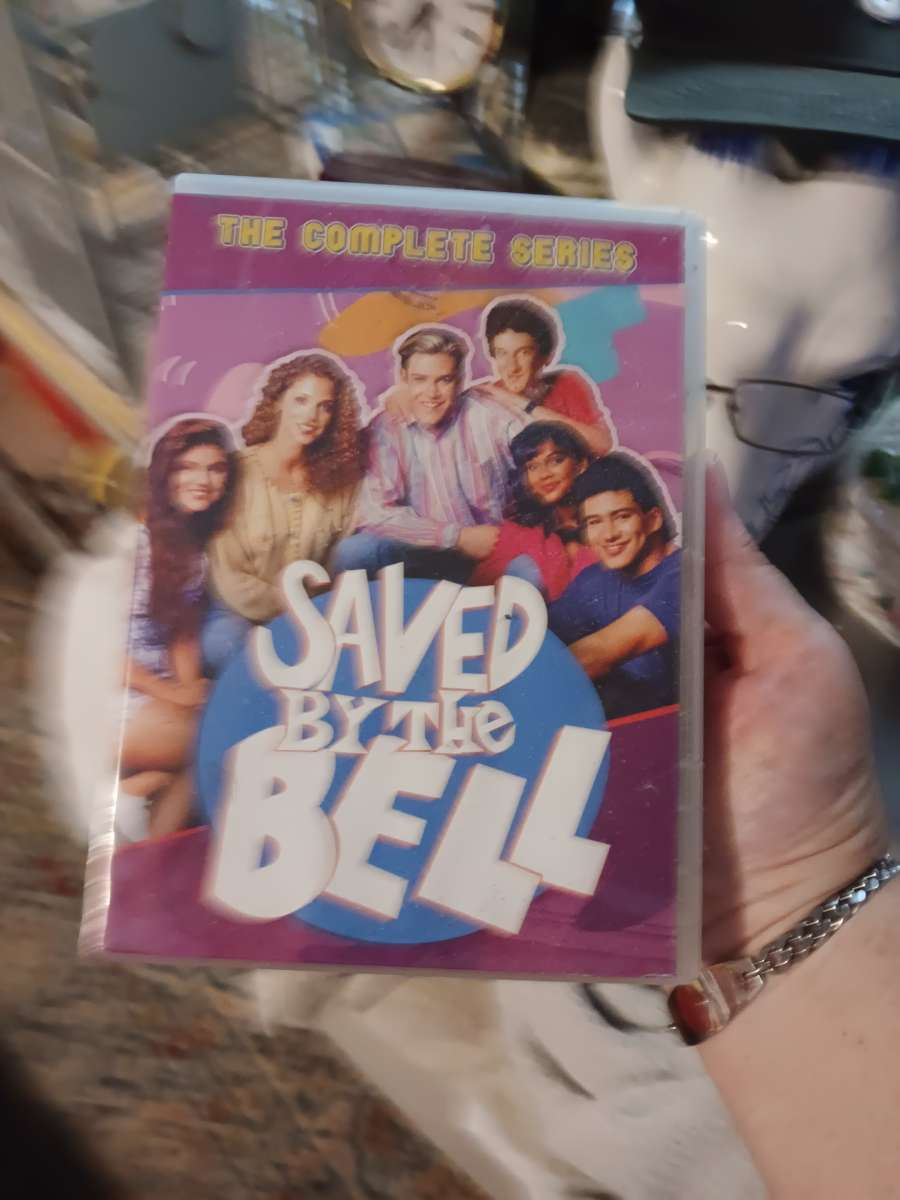 THE COMPLETE SERIES
SAVED
BY THE
BELL